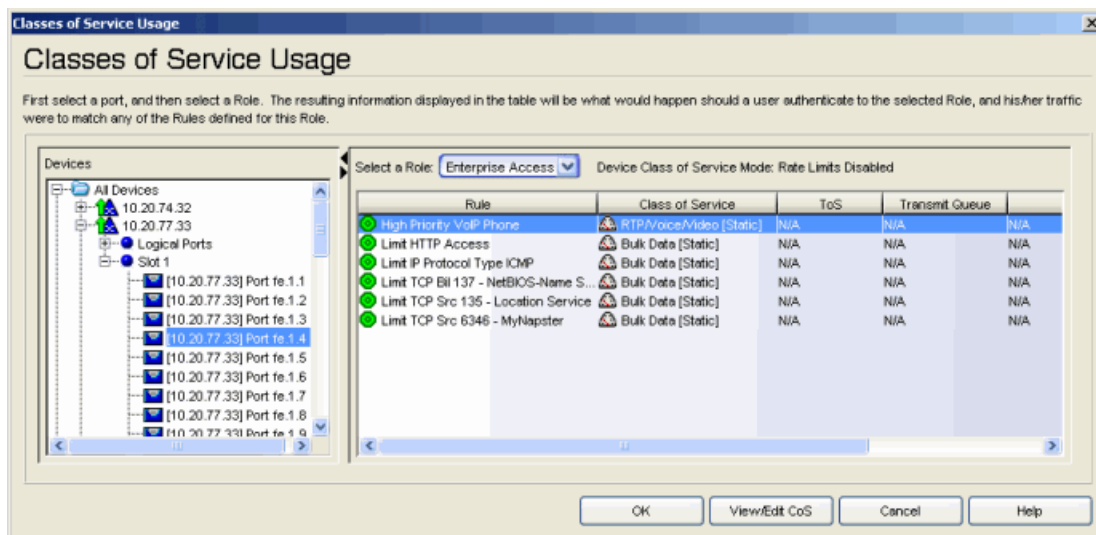 Classes of Service Usage
Classes of Service Usage
First select a port, and then select a Role. The resulting information displayed in the table will be what would happen should a user authenticate to the selected Role, and his/her traffic
were to match any of the Rules defined for this Role.
Devices
All Devices
10.20.74.32
10.20.77.33
Logical Ports
Slot 1
[10.20.77.33] Port fe.1.1
[10.20.77.33] Port fe.1.2
[10.20.77.33] Port fe.1.3
[10.20.77.33] Port fe.1.4
[10.20.77.33] Port fe.1.5
[10.20.77.33] Port fe.1.6
[10.20.77.33] Port fe.1.7
[10.20.77.33] Port fe.1.8
[10.20.77.33] Port fe.1.9
Select a Role: Enterprise Access Device Class of Service Mode: Rate Limits Disabled
Rule Class of Service ToS Transmit Queue
High Priority VoIP Phone RTP/Voice/Video [Static] N/A N/A N/A
Limit HTTP Access Bulk Data [Static] N/A N/A N/A
Limit IP Protocol Type ICMP Bulk Data [Static] N/A N/A N/A
Limit TCP Bil 137 - NetBIOS-Name S... Bulk Data [Static] N/A N/A N/A
Limit TCP Src 135 - Location Service Bulk Data [Static] N/A N/A N/A
Limit TCP Src 6346 - MyNapster Bulk Data [Static] N/A N/A N/A
OK View/Edit CoS Cancel Help